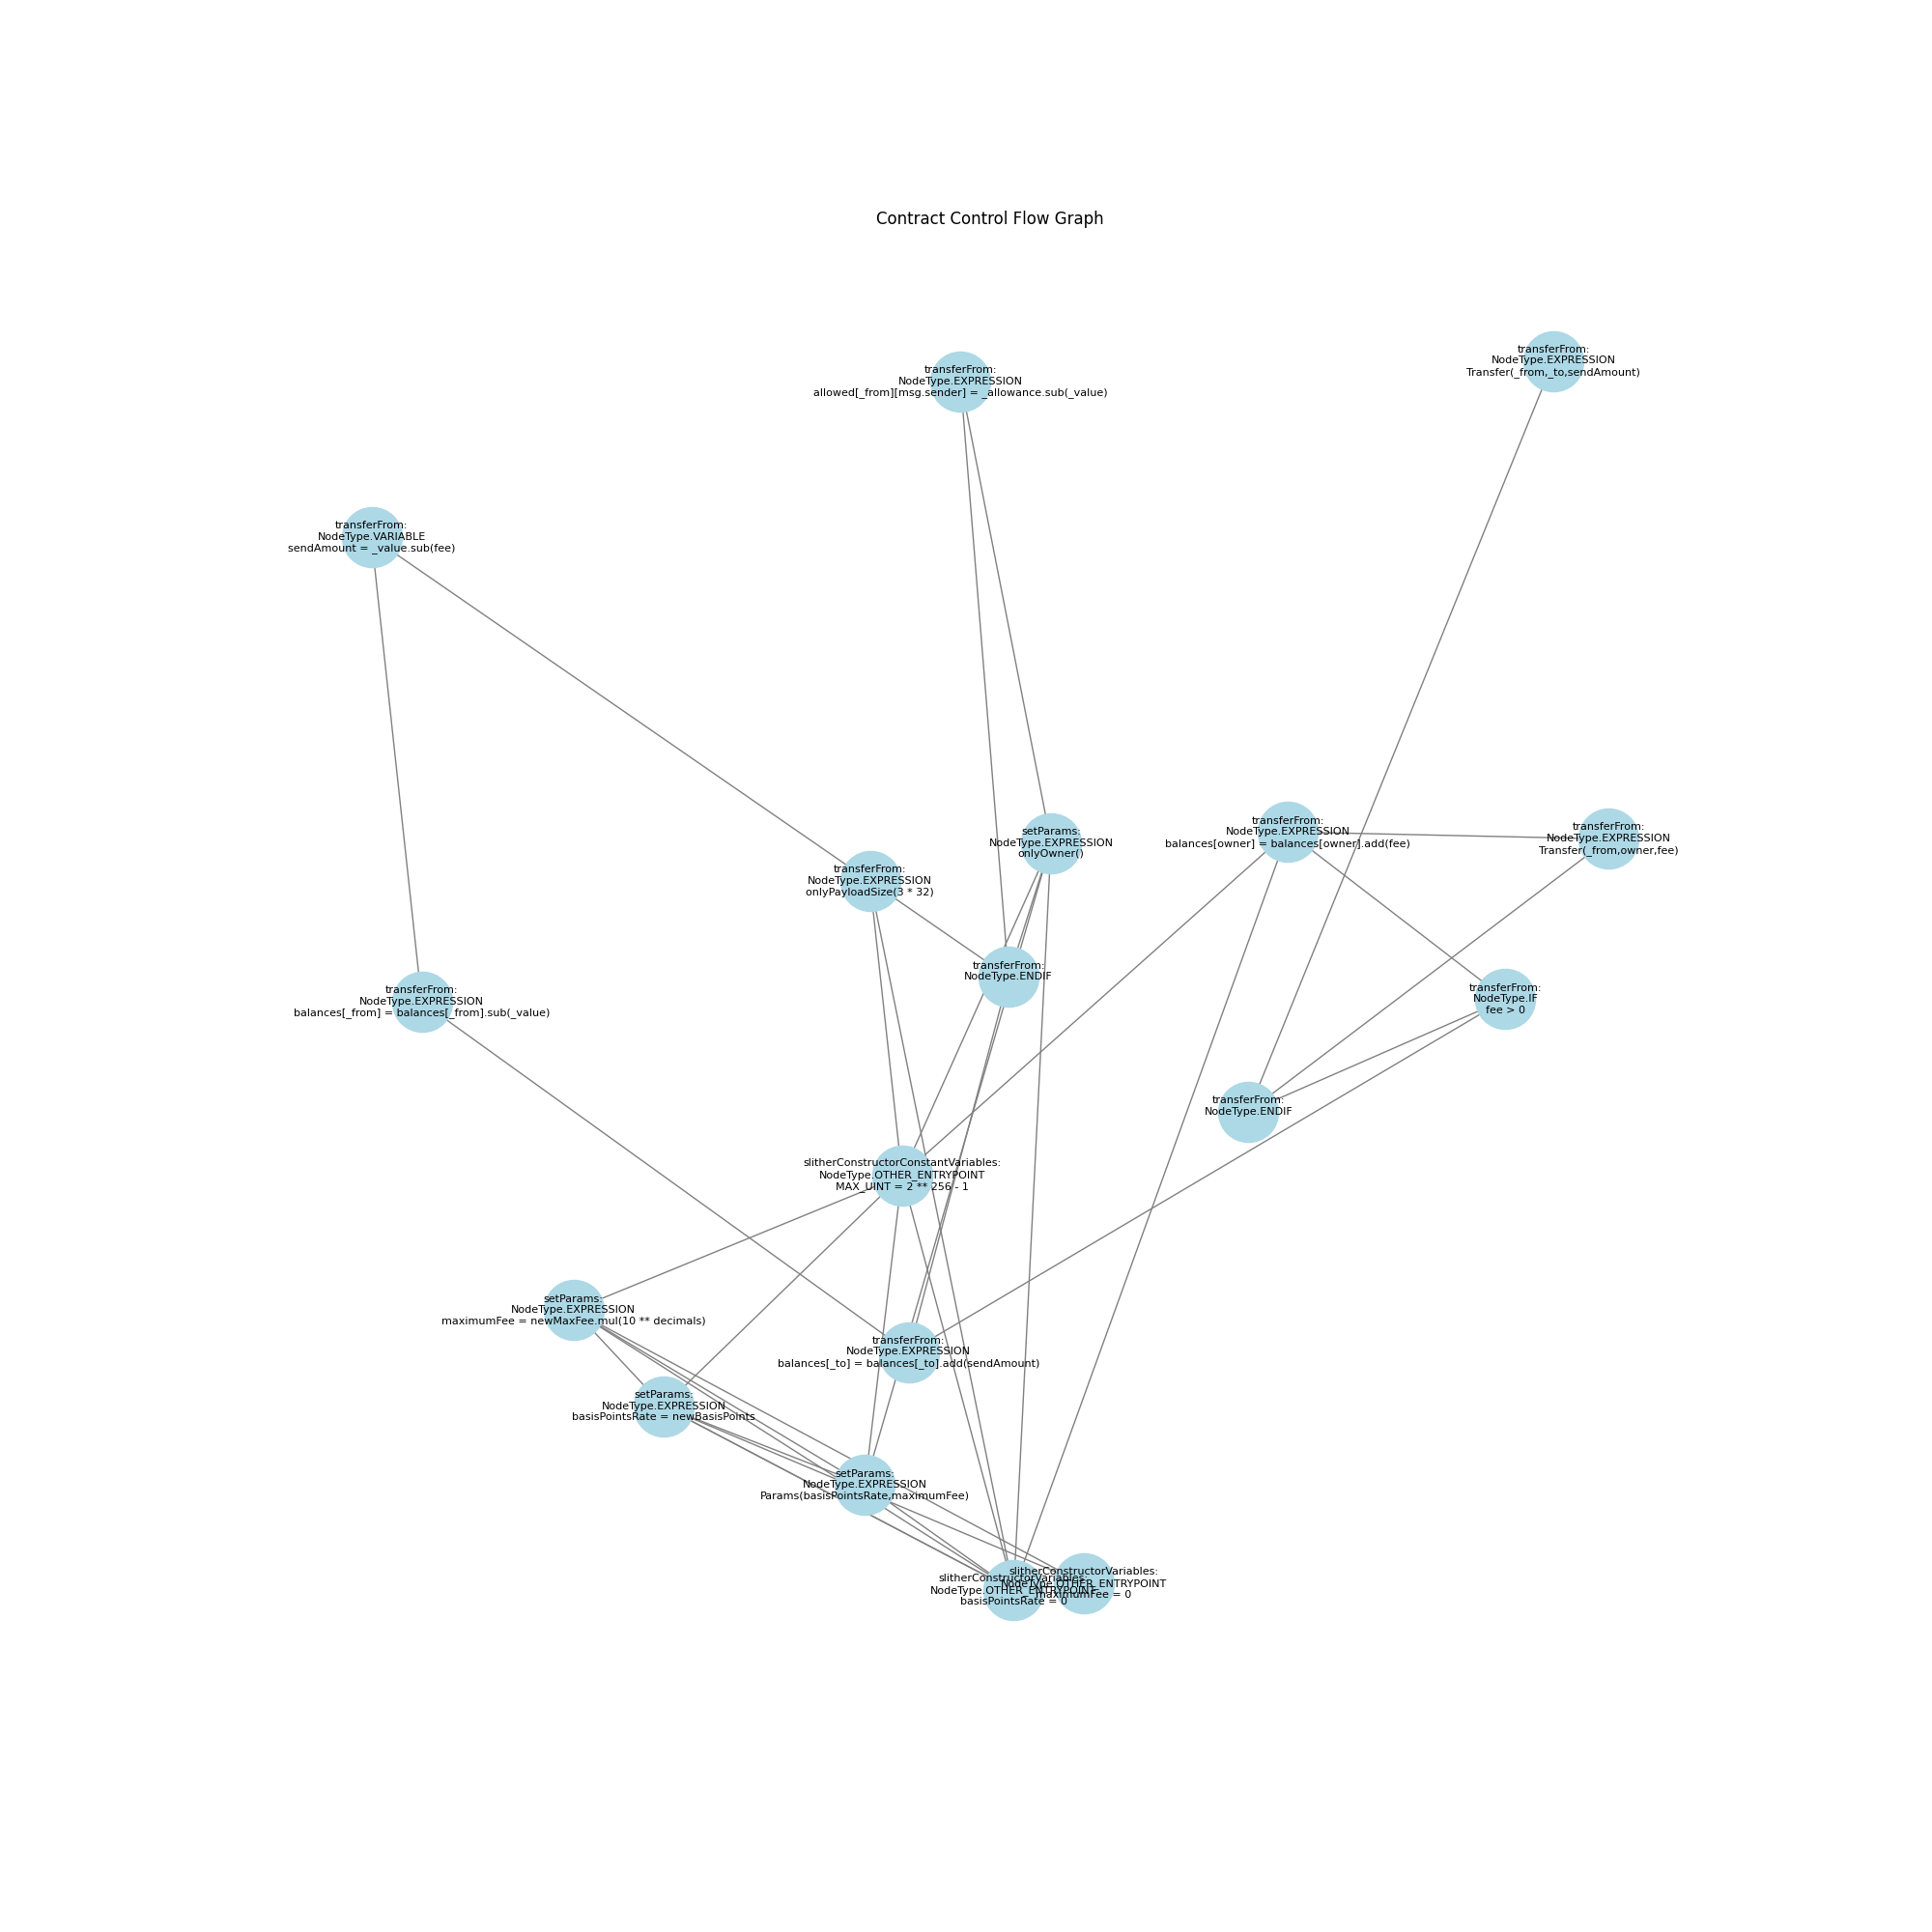 Contract Control Flow Graph
transferFrom:
NodeType.EXPRESSION
Transfer(_from,_to,sendAmount)
transferFrom:
NodeType.EXPRESSION
allowed[_from][msg.sender] = _allowance.sub(_value)
transferFrom:
NodeType.VARIABLE
sendAmount = _value.sub(fee)
setParams:
NodeType.EXPRESSION
onlyOwner()
transferFrom:
NodeType.EXPRESSION
balances[owner] = balances[owner].add(fee)
transferFrom:
NodeType.EXPRESSION
Transfer(_from,owner,fee)
transferFrom:
NodeType.EXPRESSION
onlyPayloadSize(3 * 32)
transferFrom:
NodeType.ENDIF
transferFrom:
NodeType.EXPRESSION
balances[_from] = balances[_from].sub(_value)
transferFrom:
NodeType.IF
fee > 0
transferFrom:
NodeType.ENDIF
slitherConstructorConstantVariables:
NodeType.OTHER_ENTRYPOINT
MAX_UINT = 2 ** 256 - 1
setParams:
NodeType.EXPRESSION
maximumFee = newMaxFee.mul(10 ** decimals)
transferFrom:
NodeType.EXPRESSION
balances[_to] = balances[_to].add(sendAmount)
setParams:
NodeType.EXPRESSION
basisPointsRate = newBasisPoints
setParams:
NodeType.EXPRESSION
Params(basisPointsRate,maximumFee)
slitherConstructorVariables:
NodeType.OTHER_ENTRYPOINT
maximumFee = 0
slitherConstructorVariables:
NodeType.OTHER_ENTRYPOINT
basisPointsRate = 0